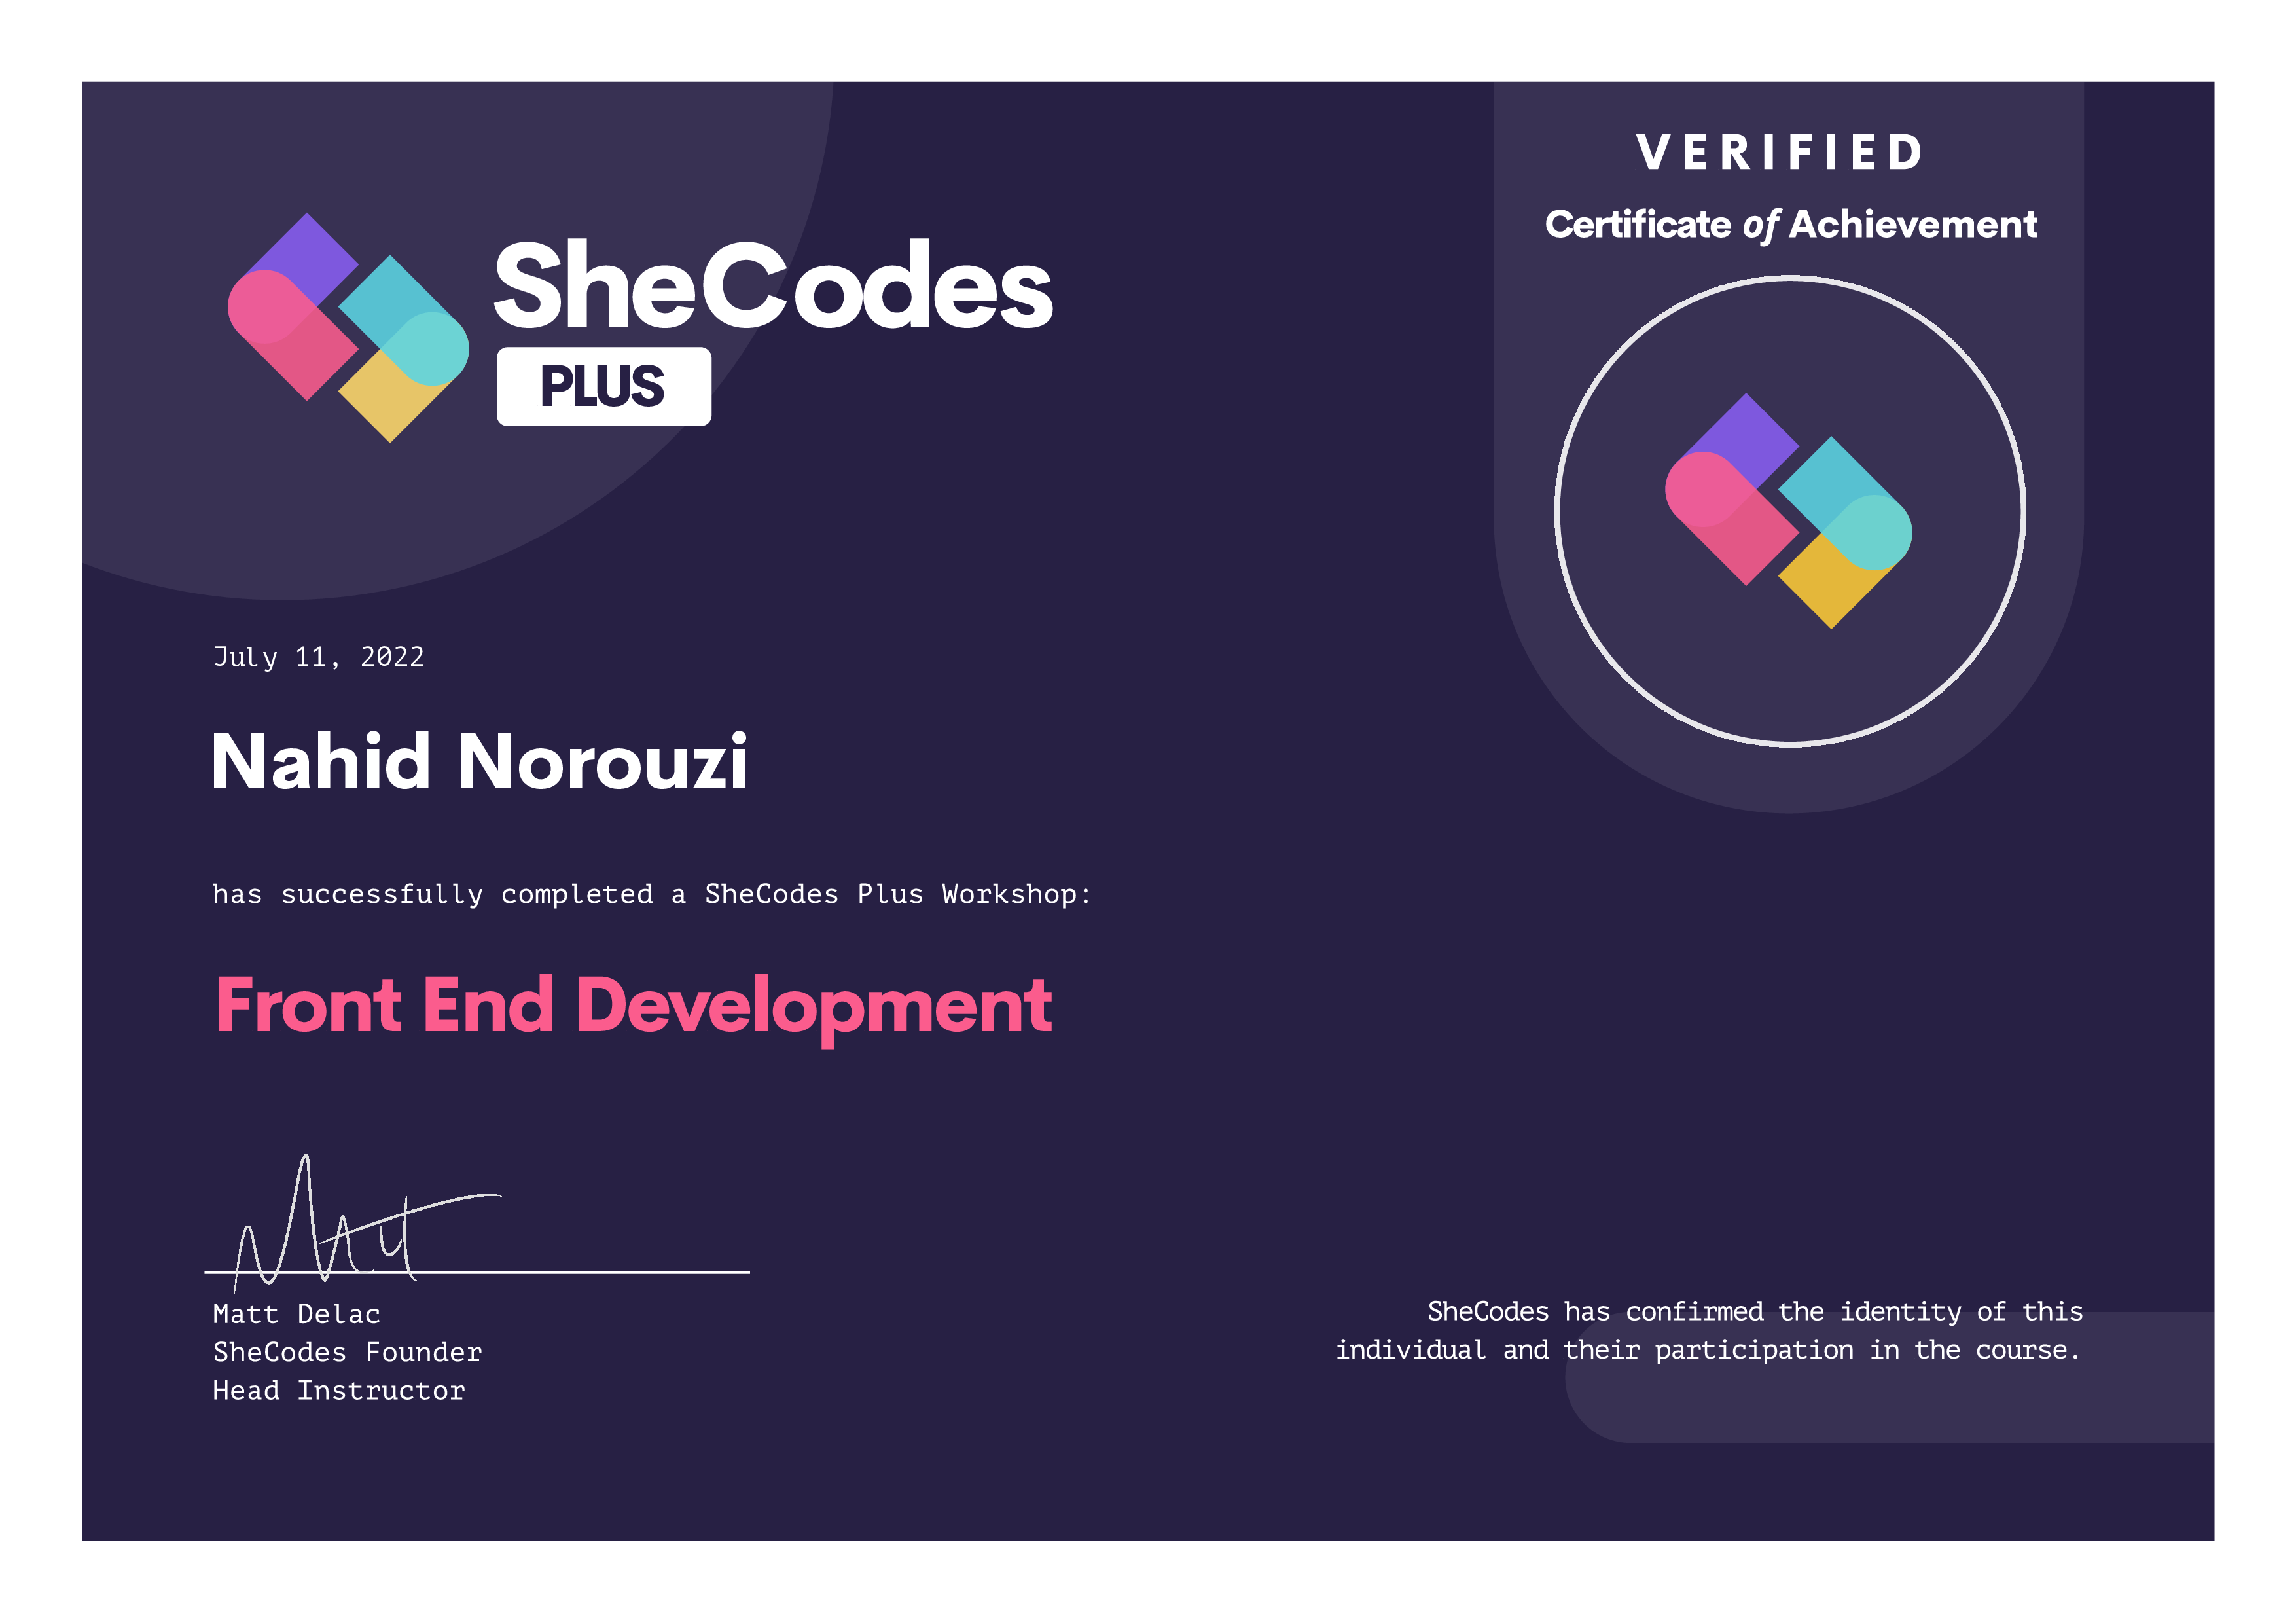 SheCodes
PLUS
VERIFIED
Certificate of Achievement
July 11, 2022
Nahid Norouzi
has successfully completed a SheCodes Plus Workshop:
Front End Development
Matt
Matt Delac
SheCodes Founder
Head Instructor
SheCodes has confirmed the identity of this
individual and their participation in the course.